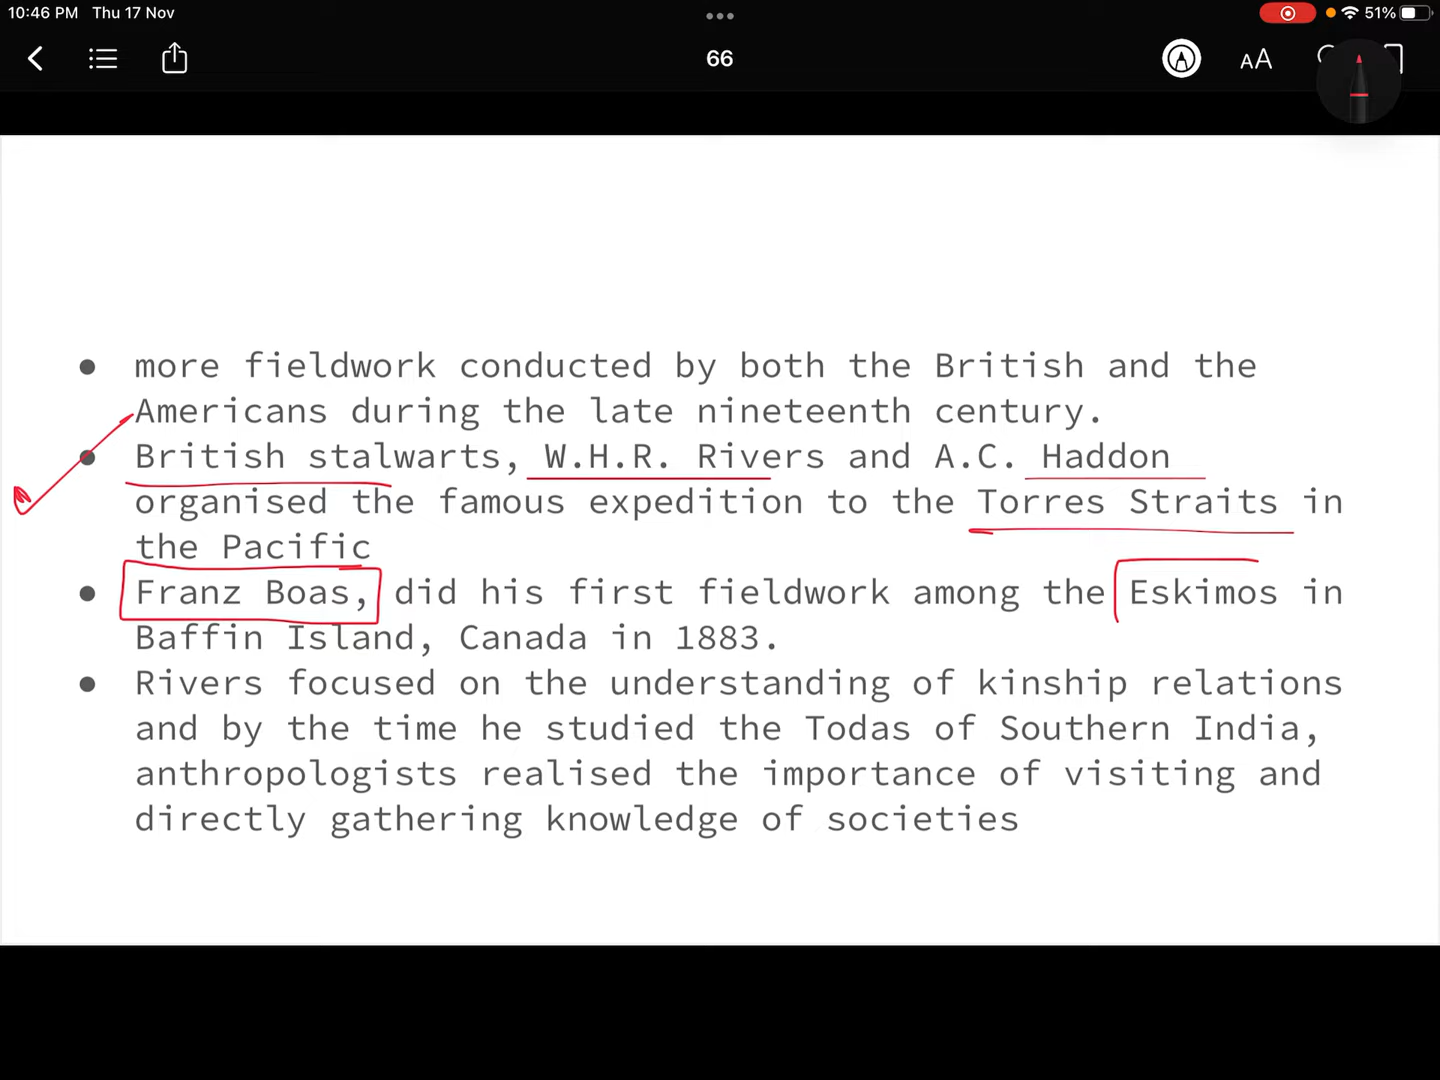 10:46 PM Thu 17 Nov
51%
66
AA
● more fieldwork conducted by both the British and the
Americans during the late nineteenth century.
● British stalwarts, W.H.R. Rivers and A.C. Haddon
organised the famous expedition to the Torres Straits in
the Pacific
● Franz Boas, did his first fieldwork among the Eskimos in
Baffin Island, Canada in 1883.
● Rivers focused on the understanding of kinship relations
and by the time he studied the Todas of Southern India,
anthropologists realised the importance of visiting and
directly gathering knowledge of societies